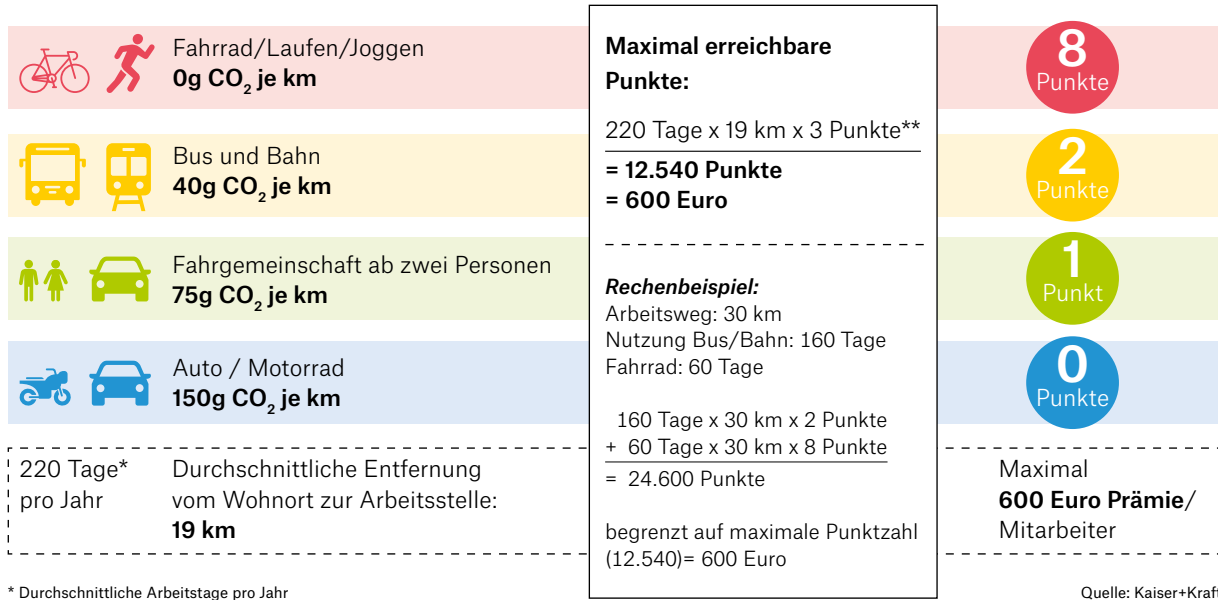 Fahrrad/Laufen/Joggen
0g CO₂ je km
8
Punkte
Bus und Bahn
40g CO₂ je km
2
Punkte
Fahrgemeinschaft ab zwei Personen
75g CO₂ je km
1
Punkt
Auto / Motorrad
150g CO₂ je km
0
Punkte
Maximal erreichbare
Punkte:
220 Tage x 19 km x 3 Punkte**
= 12.540 Punkte
= 600 Euro
Rechenbeispiel:
Arbeitsweg: 30 km
Nutzung Bus/Bahn: 160 Tage
Fahrrad: 60 Tage
160 Tage x 30 km x 2 Punkte
+ 60 Tage x 30 km x 8 Punkte
= 24.600 Punkte
begrenzt auf maximale Punktzahl
(12.540)= 600 Euro
220 Tage*
pro Jahr
Durchschnittliche Entfernung
vom Wohnort zur Arbeitsstelle:
19 km
Maximal
600 Euro Prämie/
Mitarbeiter
* Durchschnittliche Arbeitstage pro Jahr
Quelle: Kaiser+Kraft